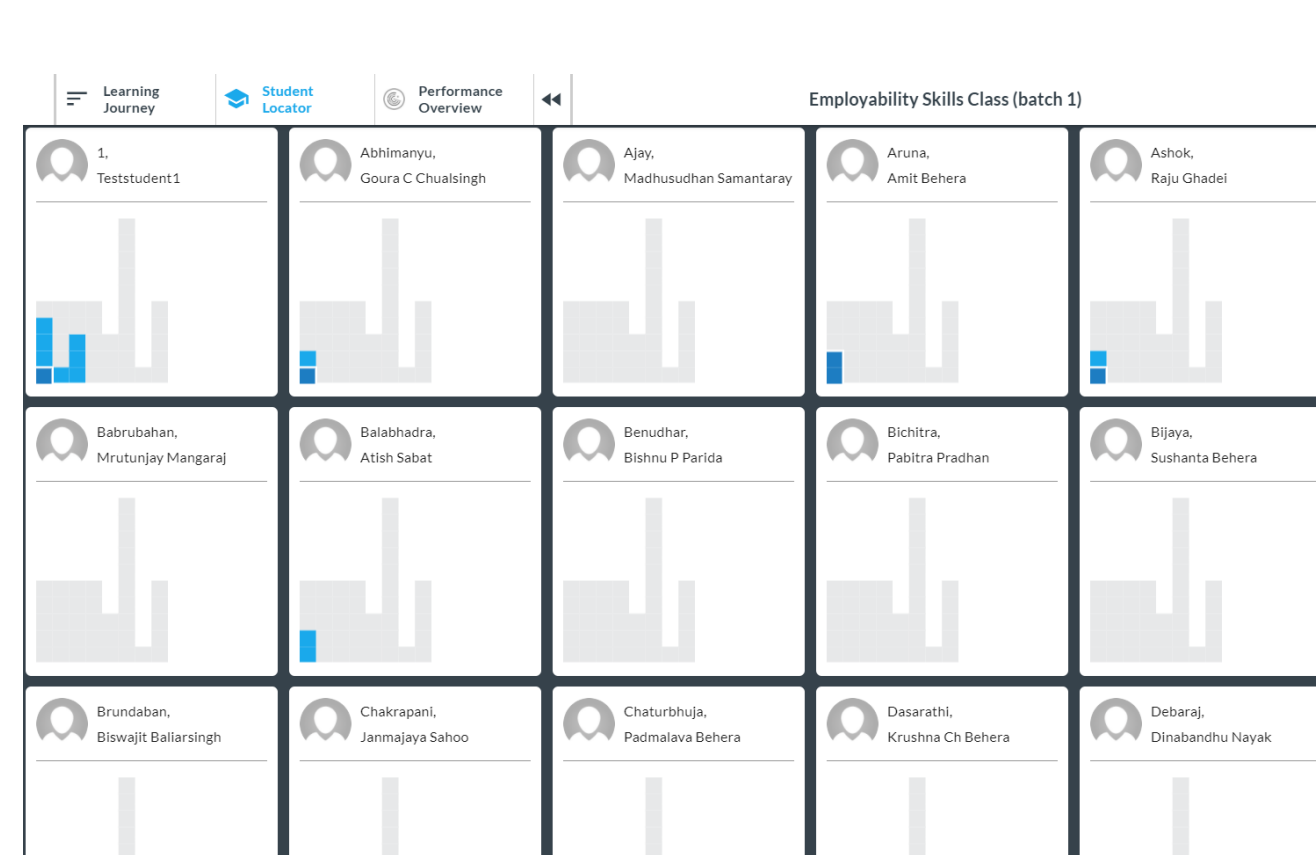 Learning
Journey
Student
Locator
Performance
Overview
Employability Skills Class (batch 1)
1,
Teststudent1
Abhimanyu,
Goura C Chualsingh
Ajay,
Madhusudhan Samantaray
Aruna,
Amit Behera
Ashok,
Raju Ghadei
Babrubahan,
Mrutunjay Mangaraj
Balabhadra,
Atish Sabat
Benudhar,
Bishnu P Parida
Bichitra,
Pabitra Pradhan
Bijaya,
Sushanta Behera
Brundaban,
Biswajit Baliarsingh
Chakrapani,
Janmajaya Sahoo
Chaturbhuja,
Padmalava Behera
Dasarathi,
Krushna Ch Behera
Debaraj,
Dinabandhu Nayak